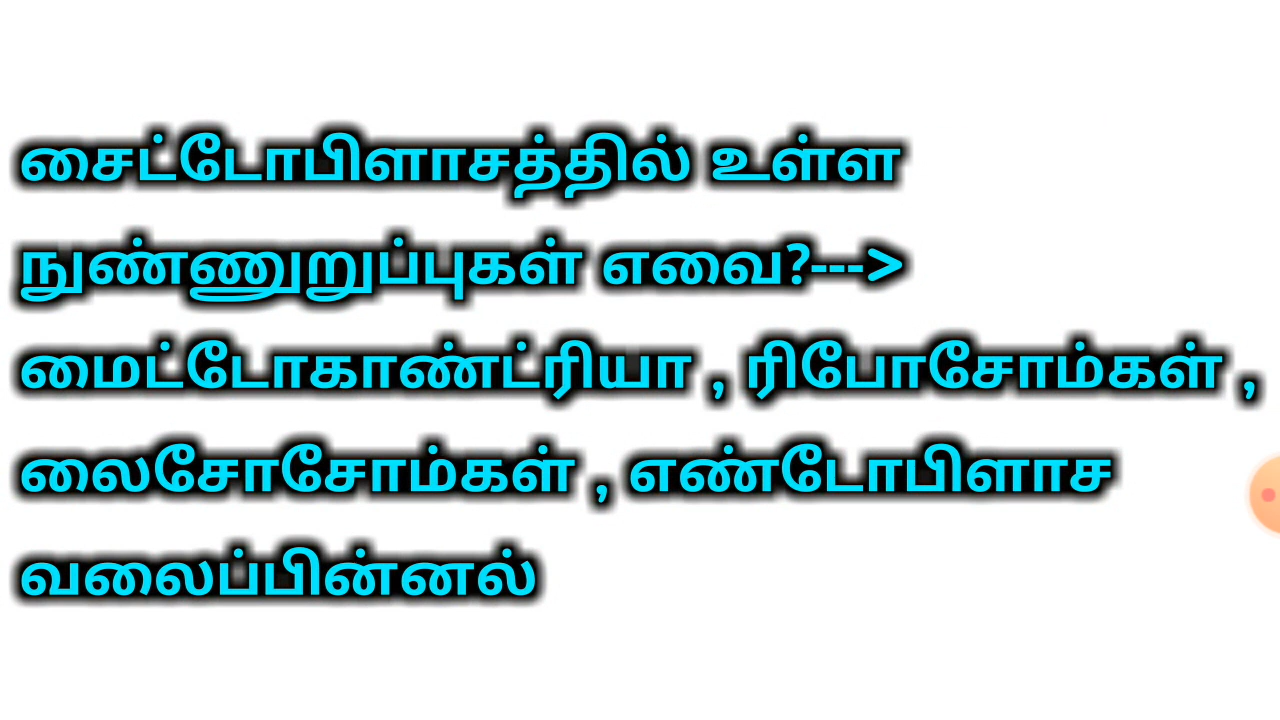 சைட்டோபிளாசத்தில் உள்ள
நுண்ணுறுப்புகள் எவை?--->
மைட்டோகாண்ட்ரியா , ரிபோசோம்கள் ,
லைசோசோம்கள் , எண்டோபிளாச
வலைப்பின்னல்